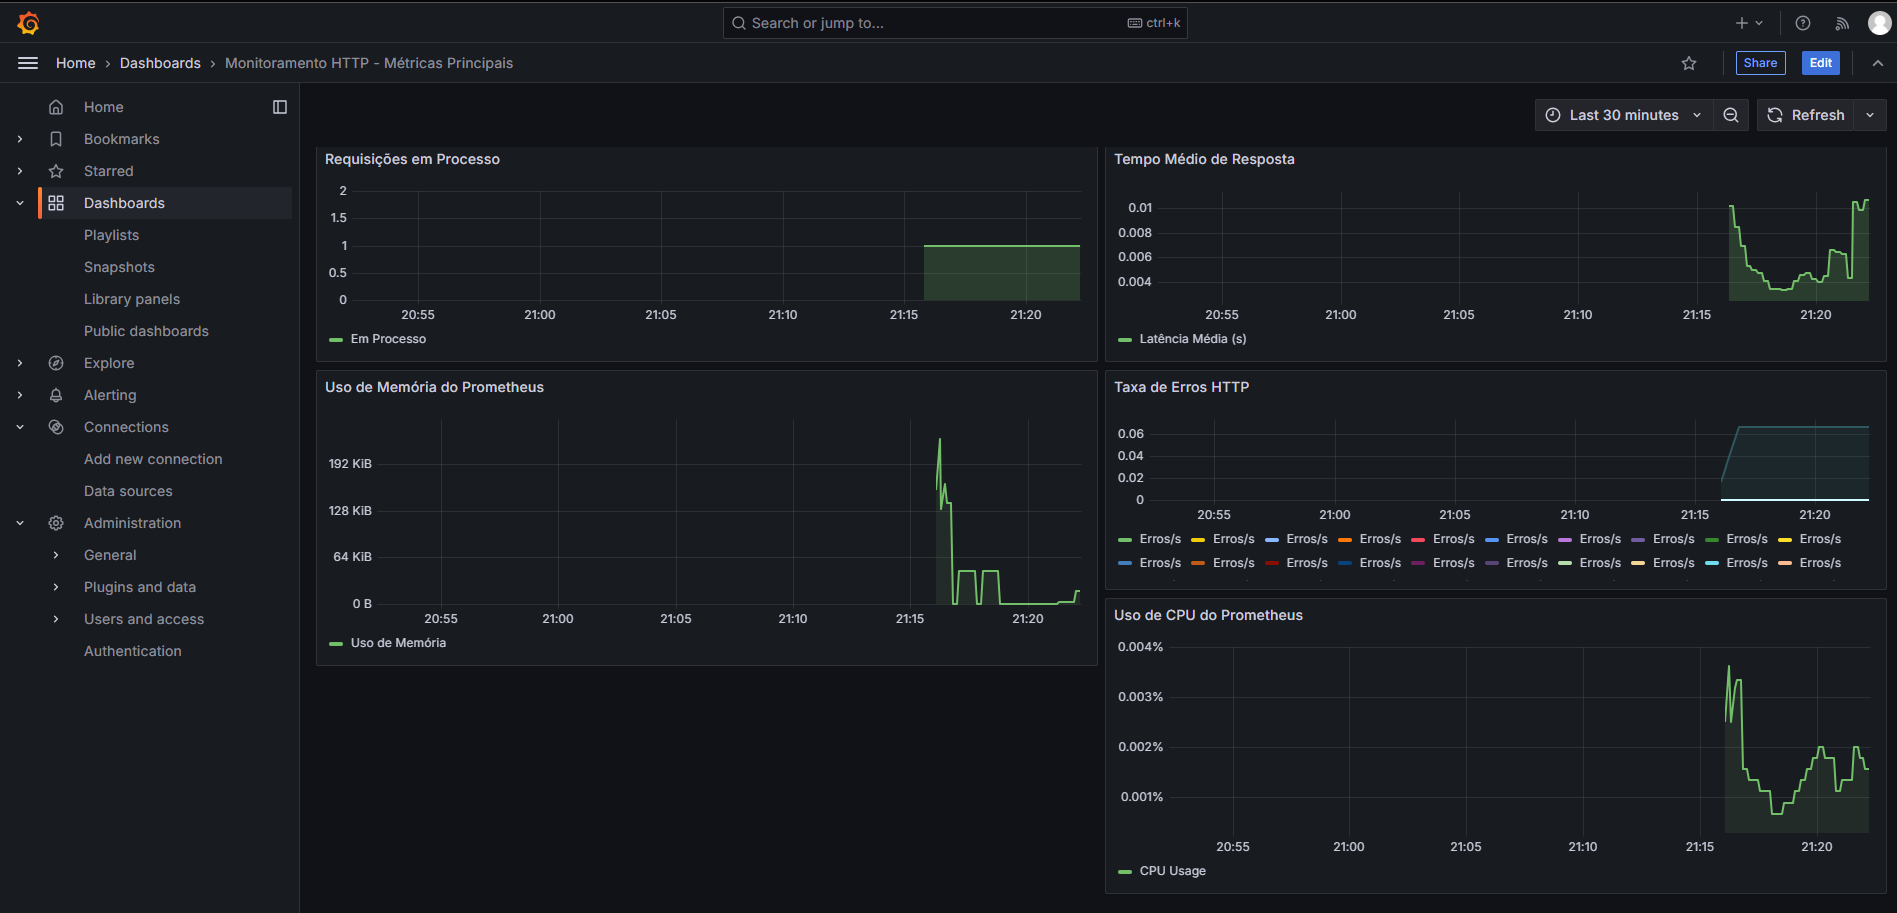 Search or jump to... ctrl+k
Home › Dashboards › Monitoramento HTTP - Métricas Principais
Share Edit
Home
Bookmarks
Starred
Dashboards
Playlists
Snapshots
Library panels
Public dashboards
Explore
Alerting
Connections
Add new connection
Data sources
Administration
General
Plugins and data
Users and access
Authentication
Last 30 minutes
Refresh
Requisições em Processo
2
1.5
1
0.5
0
20:55 21:00 21:05 21:10 21:15 21:20
Em Processo
Tempo Médio de Resposta
0.01
0.008
0.006
0.004
20:55 21:00 21:05 21:10 21:15 21:20
Latência Média (s)
Uso de Memória do Prometheus
192 KiB
128 KiB
64 KiB
0 B
20:55 21:00 21:05 21:10 21:15 21:20
Uso de Memória
Taxa de Erros HTTP
0.06
0.04
0.02
0
20:55 21:00 21:05 21:10 21:15 21:20
Erros/s Erros/s Erros/s Erros/s Erros/s Erros/s Erros/s Erros/s Erros/s Erros/s
Erros/s Erros/s Erros/s Erros/s Erros/s Erros/s Erros/s Erros/s Erros/s Erros/s
Uso de CPU do Prometheus
0.004%
0.003%
0.002%
0.001%
20:55 21:00 21:05 21:10 21:15 21:20
CPU Usage